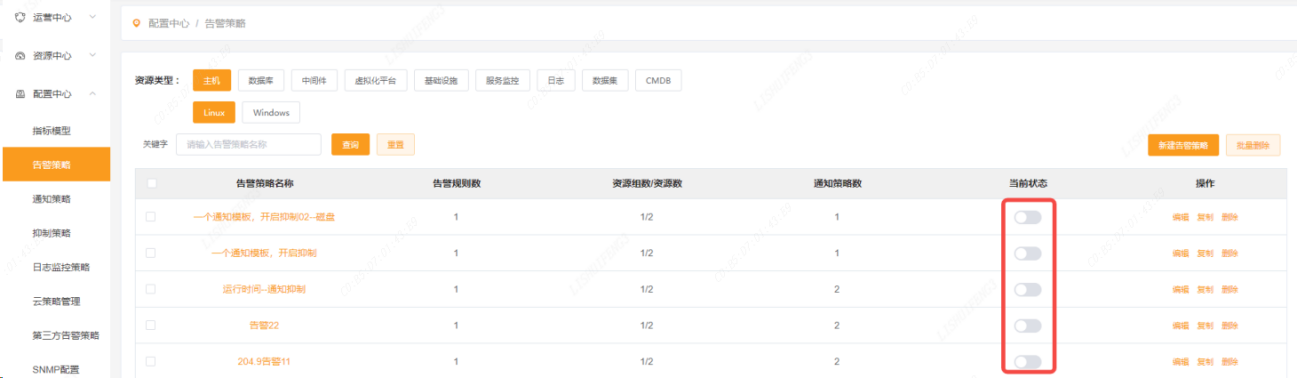 运营中心
资源中心
配置中心
指标模型
告警策略
通知策略
抑制策略
日志监控策略
云策略管理
第三方告警策略
SNMP配置
配置中心 / 告警策略
资源类型： 主机 数据库 中间件 虚拟化平台 基础设施 服务监控 日志 数据集 CMDB
Linux Windows
关键字 请输入告警策略名称 查询 重置 新建告警策略 批量删除
告警策略名称 告警规则数 资源组数/资源数 通知策略数 当前状态 操作
一个通知模板，开启抑制02--磁盘 1 1/2 1 编辑 复制 删除
一个通知模板，开启抑制 1 1/2 1 编辑 复制 删除
运行时间--通知抑制 1 1/2 2 编辑 复制 删除
告警22 1 1/2 2 编辑 复制 删除
204.9告警11 1 1/2 2 编辑 复制 删除